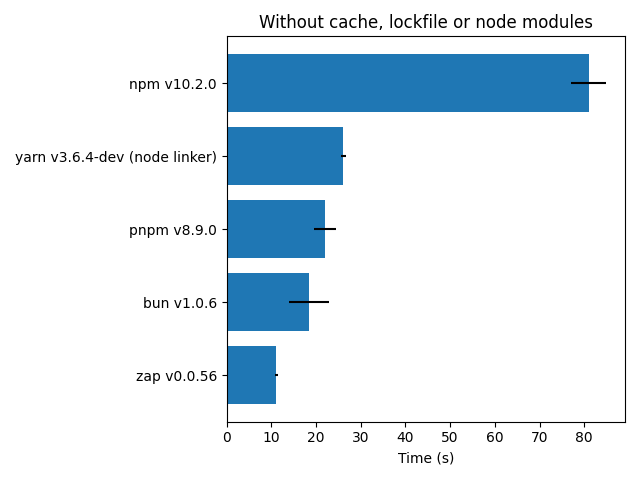 Without cache, lockfile or node modules
npm v10.2.0
yarn v3.6.4-dev (node linker)
pnpm v8.9.0
bun v1.0.6
zap v0.0.56
0 10 20 30 40 50 60 70 80
Time (s)